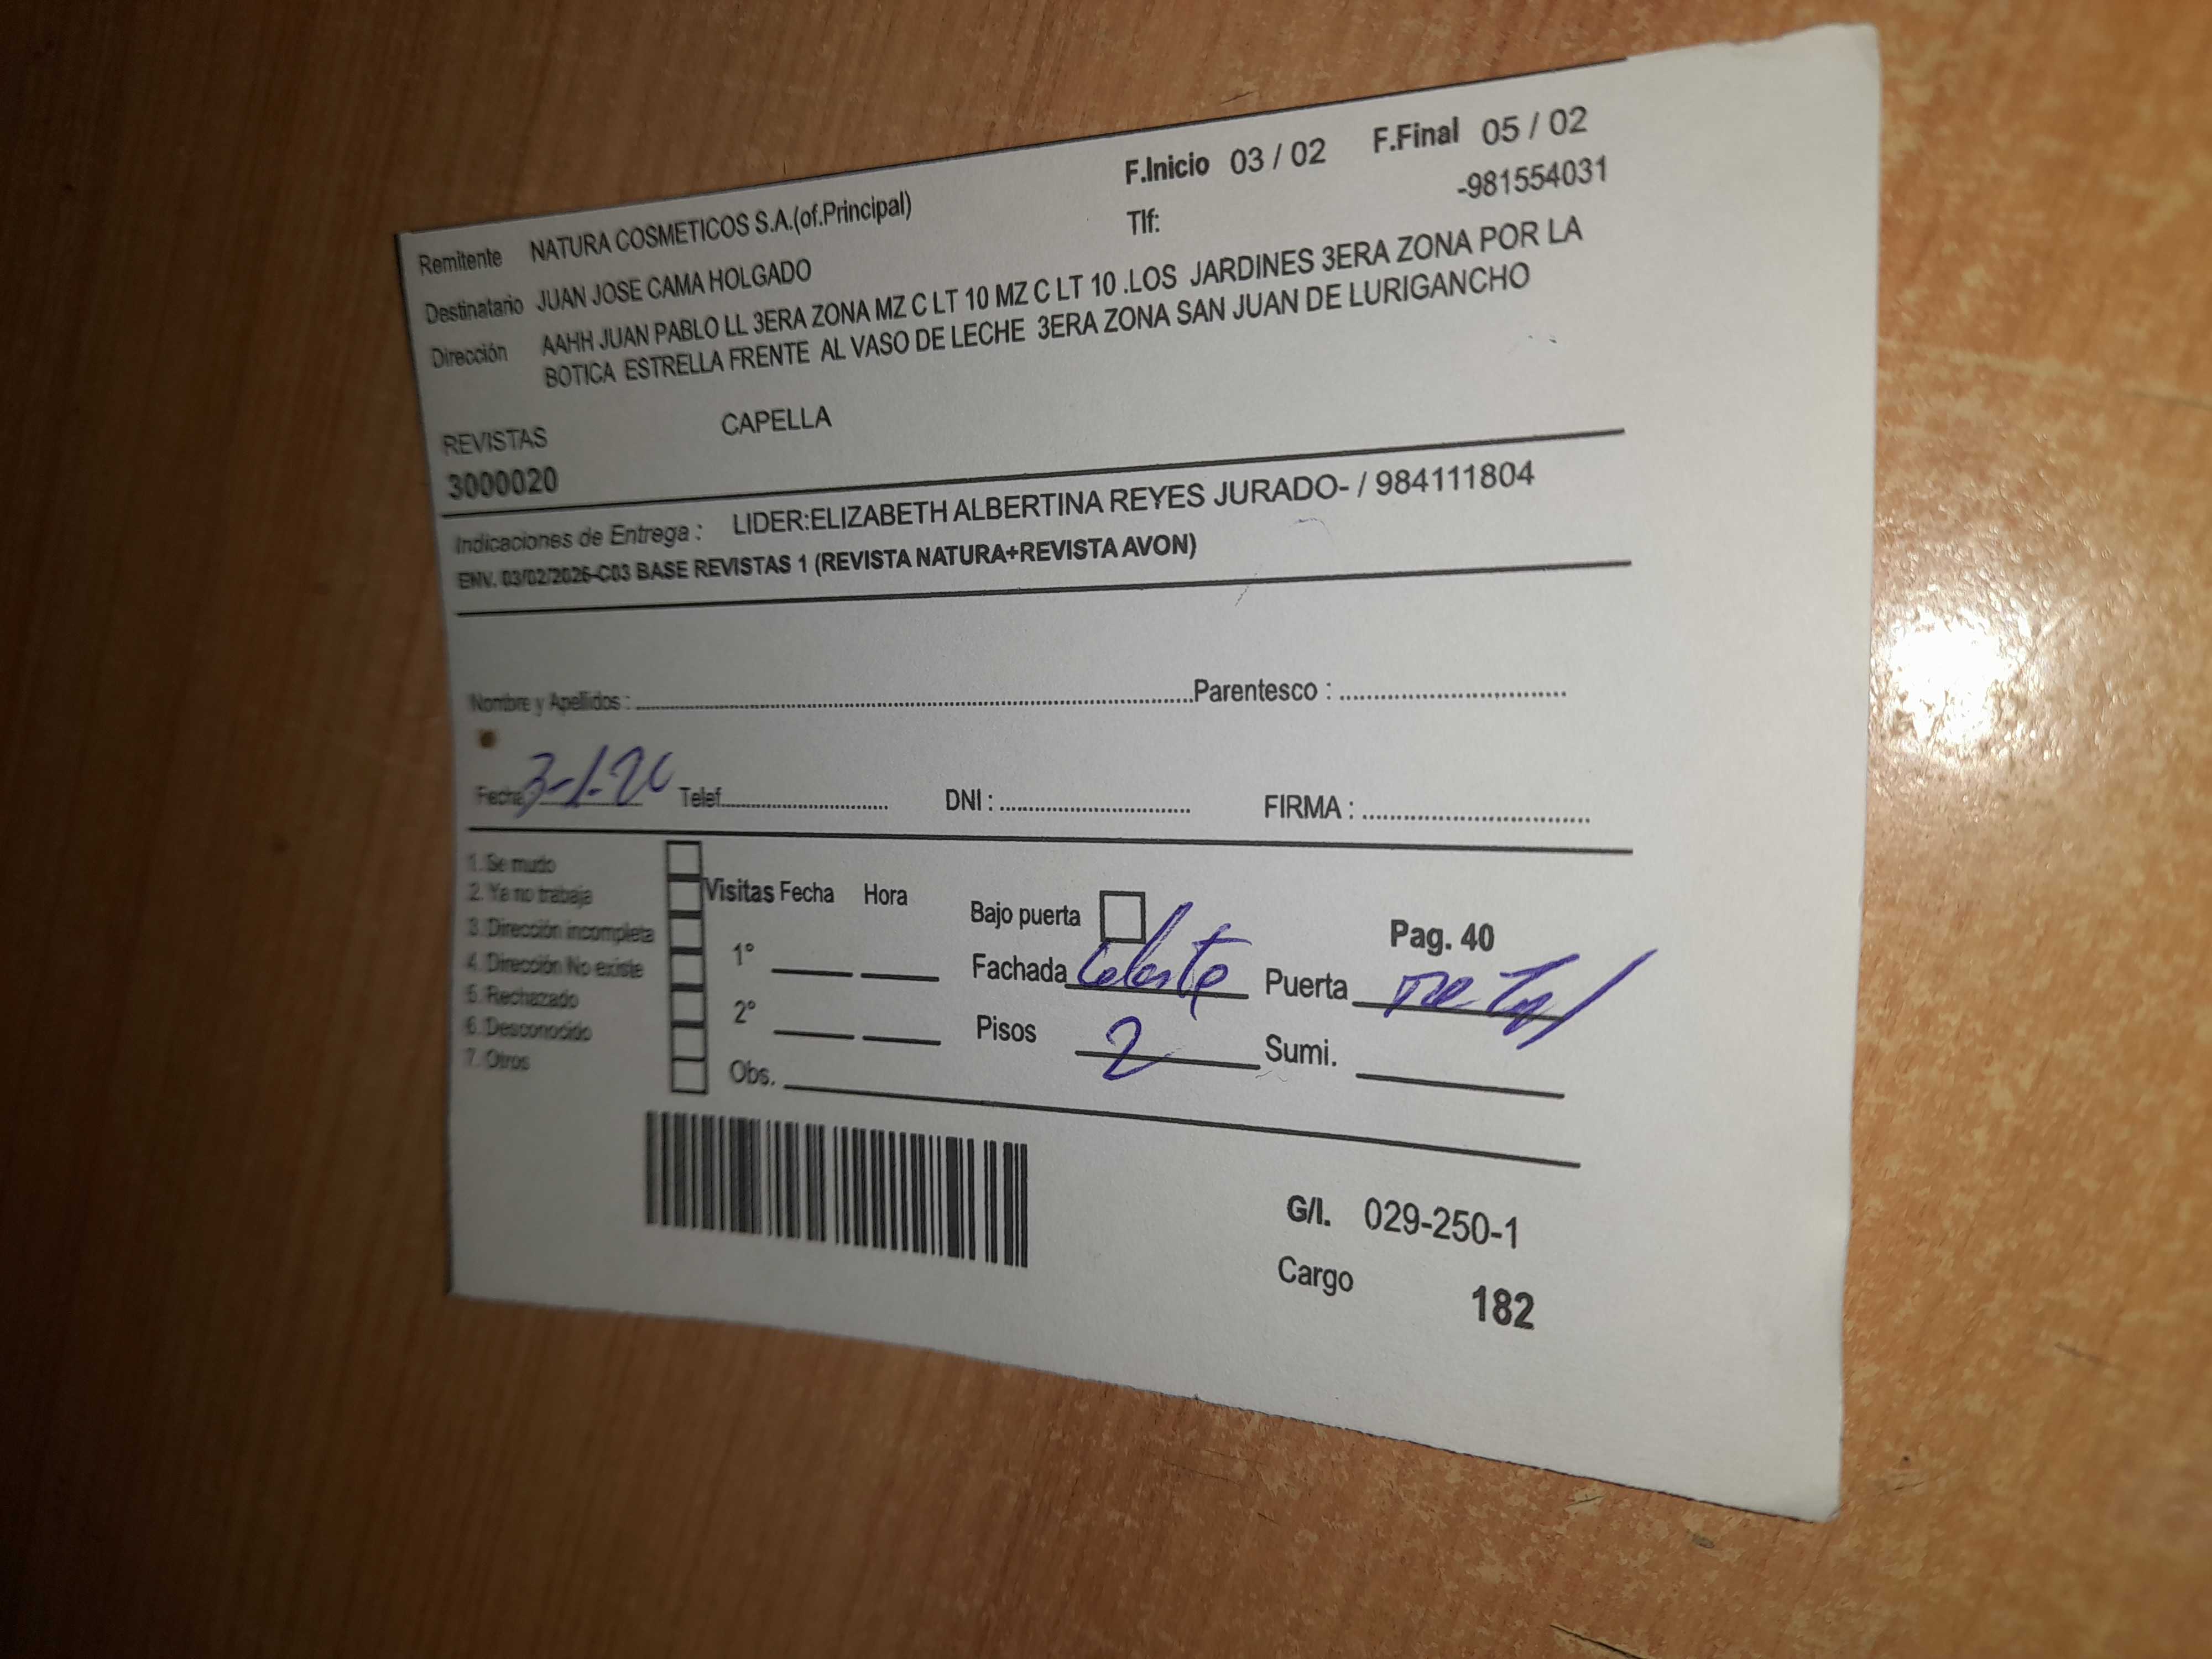 F.Inicio 03 / 02 F.Final 05 / 02
Remitente NATURA COSMETICOS S.A.(of.Principal) Tlf: -981554031
Destinatario JUAN JOSE CAMA HOLGADO
Dirección AAHH JUAN PABLO LL 3ERA ZONA MZ C LT 10 MZ C LT 10 .LOS JARDINES 3ERA ZONA POR LA
BOTICA ESTRELLA FRENTE AL VASO DE LECHE 3ERA ZONA SAN JUAN DE LURIGANCHO
REVISTAS CAPELLA
3000020
Indicaciones de Entrega : LIDER:ELIZABETH ALBERTINA REYES JURADO- / 984111804
ENV. 03/02/2026-C03 BASE REVISTAS 1 (REVISTA NATURA+REVISTA AVON)
Nombre y Apellidos : Parentesco :
Fecha Telef. DNI : FIRMA :
1. Se mudo
2. Ya no trabaja Visitas Fecha Hora Bajo puerta Pag. 40
3. Dirección incompleta
4. Dirección No existe 1° Fachada Celeste Puerta metal
5. Rechazado
6. Desconocido 2° Pisos 2 Sumi.
7. Otros Obs.
G/I. 029-250-1
Cargo 182